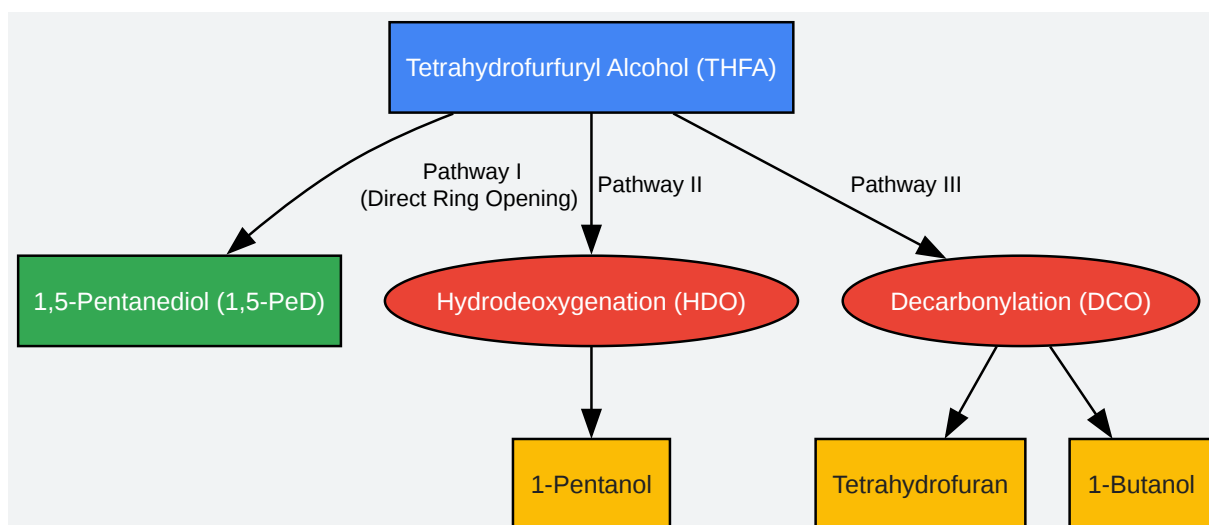 Tetrahydrofurfuryl Alcohol (THFA)
Pathway I
(Direct Ring Opening)
Pathway II
Pathway III
1,5-Pentanediol (1,5-PeD)
Hydrodeoxygenation (HDO)
Decarbonylation (DCO)
1-Pentanol
Tetrahydrofuran
1-Butanol